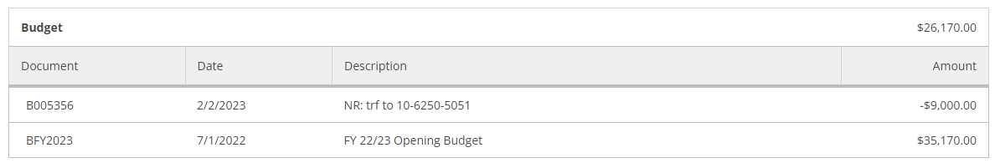 Budget $26,170.00
Document Date Description Amount
B005356 2/2/2023 NR: trf to 10-6250-5051 -$9,000.00
BFY2023 7/1/2022 FY 22/23 Opening Budget $35,170.00